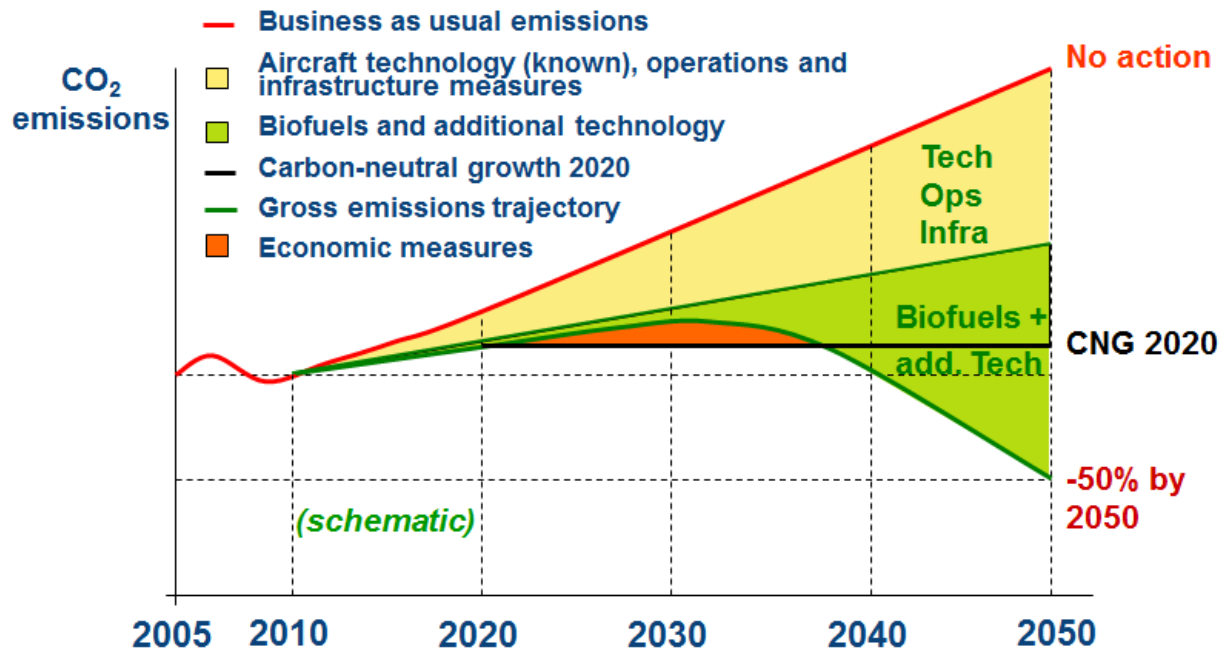 Business as usual emissions
Aircraft technology (known), operations and
infrastructure measures
Biofuels and additional technology
Carbon-neutral growth 2020
Gross emissions trajectory
Economic measures
CO₂
emissions
No action
Tech
Ops
Infra
Biofuels +
add. Tech
CNG 2020
-50% by
2050
(schematic)
2005 2010 2020 2030 2040 2050